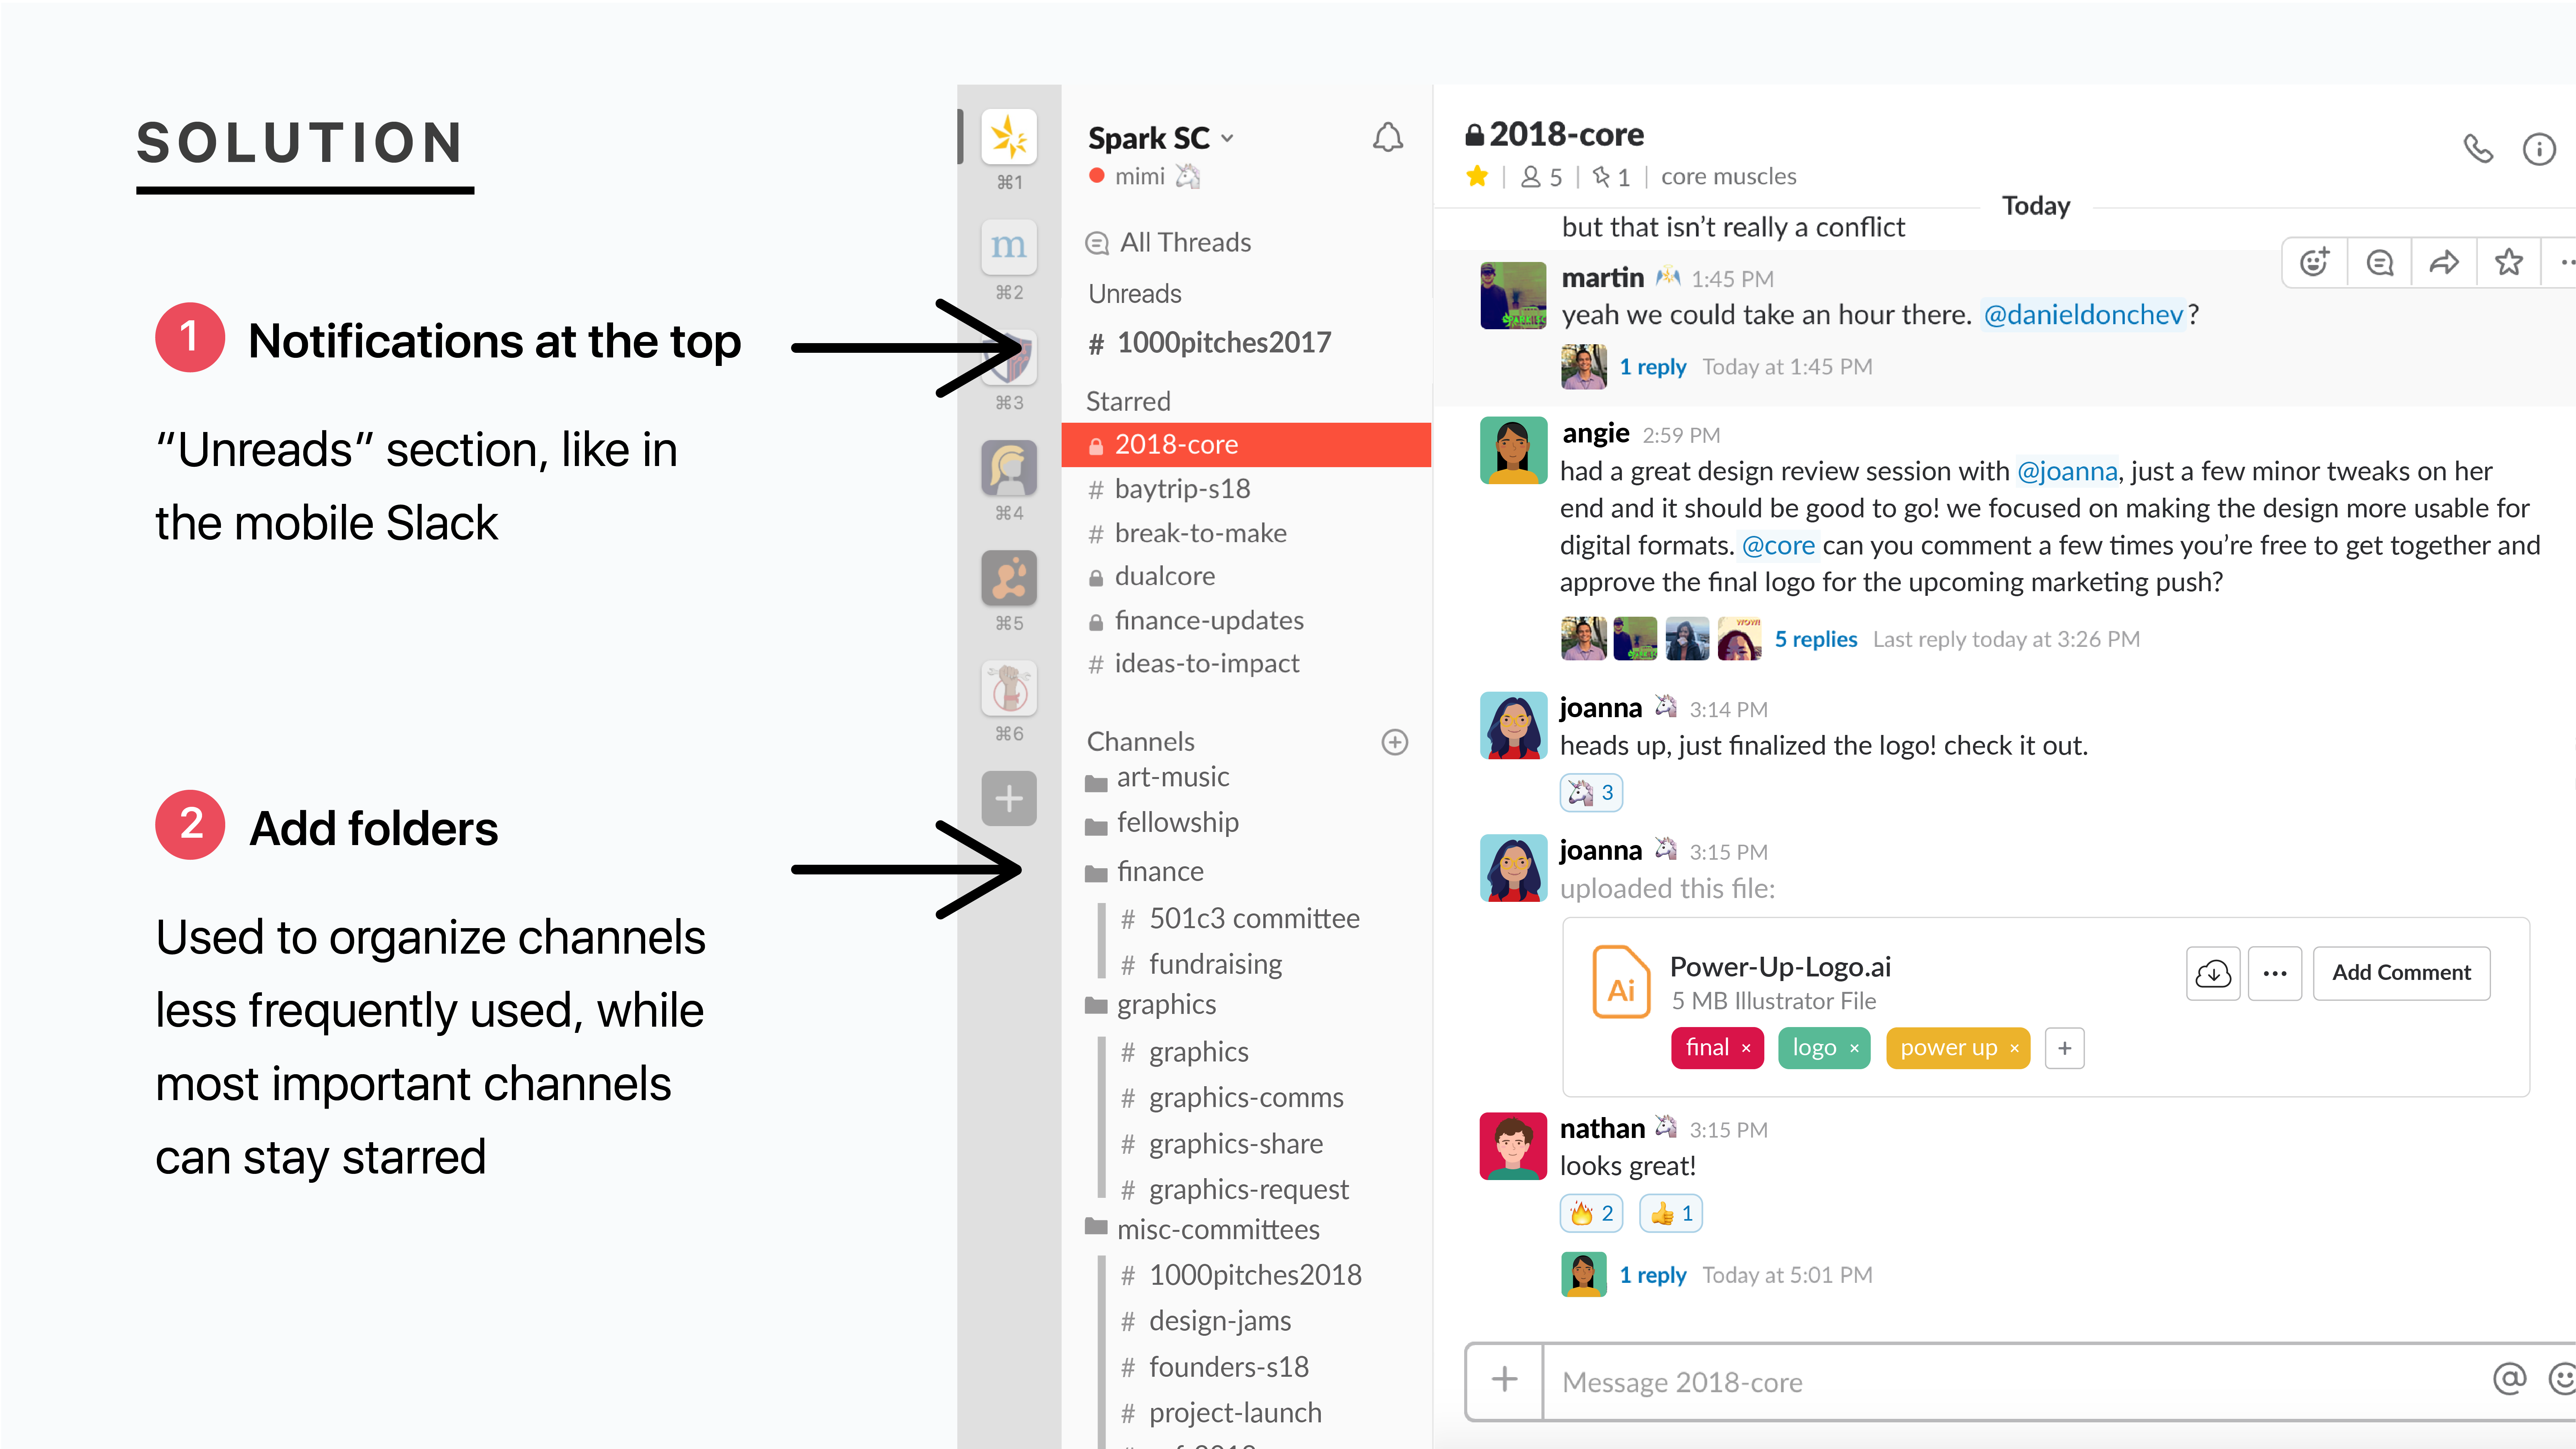 SOLUTION
1 Notifications at the top
“Unreads” section, like in
the mobile Slack
2 Add folders
Used to organize channels
less frequently used, while
most important channels
can stay starred
⌘1
m
⌘2
⌘3
⌘4
⌘5
⌘6
Spark SC
mimi
All Threads
Unreads
# 1000pitches2017
Starred
2018-core
# baytrip-s18
# break-to-make
dualcore
finance-updates
# ideas-to-impact
Channels
art-music
fellowship
finance
# 501c3 committee
# fundraising
graphics
# graphics
# graphics-comms
# graphics-share
# graphics-request
misc-committees
# 1000pitches2018
# design-jams
# founders-s18
# project-launch
2018-core
5 | 1 | core muscles
Today
but that isn’t really a conflict
martin 1:45 PM
yeah we could take an hour there. @danieldonchev?
1 reply Today at 1:45 PM
angie 2:59 PM
had a great design review session with @joanna, just a few minor tweaks on her
end and it should be good to go! we focused on making the design more usable for
digital formats. @core can you comment a few times you’re free to get together and
approve the final logo for the upcoming marketing push?
5 replies Last reply today at 3:26 PM
joanna 3:14 PM
heads up, just finalized the logo! check it out.
3
joanna 3:15 PM
uploaded this file:
Ai
Power-Up-Logo.ai
5 MB Illustrator File
Add Comment
final × logo × power up × +
nathan 3:15 PM
looks great!
2 1
1 reply Today at 5:01 PM
+ Message 2018-core @